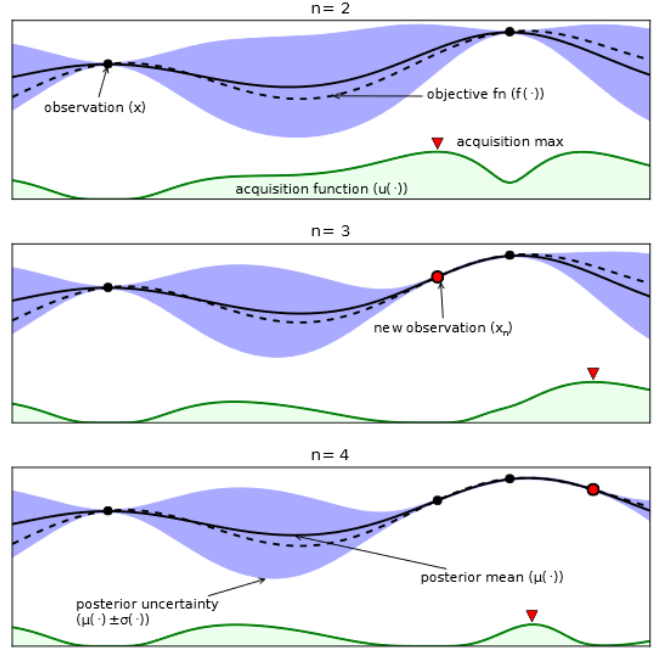 n= 2
observation (x)
objective fn (f(·))
acquisition max
acquisition function (u(·))
n= 3
new observation (xₙ)
n= 4
posterior mean (μ(·))
posterior uncertainty
(μ(·) ±σ(·))